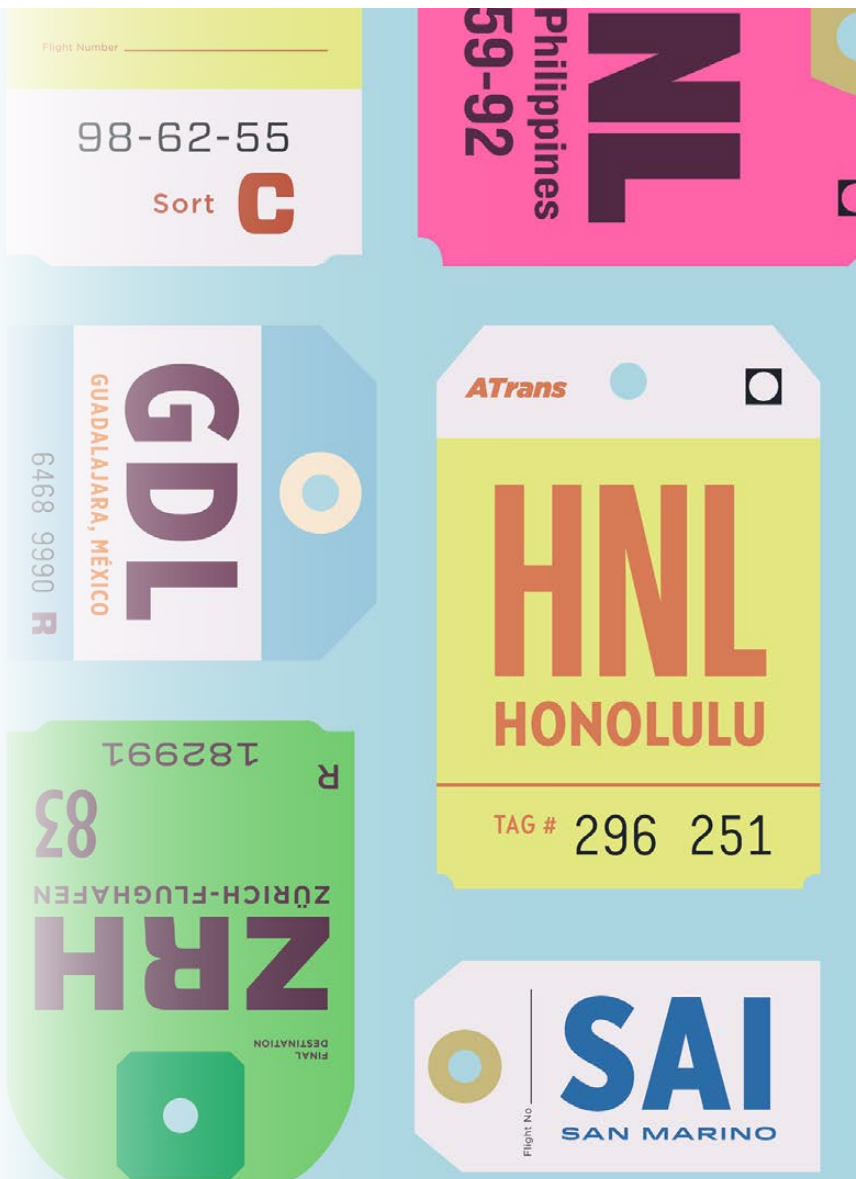 Flight Number
98-62-55
Sort C
NL
Philippines
59-92
GDL
GUADALAJARA, MÉXICO
6468 9990 R
ATrans
HNL
HONOLULU
TAG # 296 251
FINAL
DESTINATION
ZRH
ZÜRICH-FLUGHAFEN
83
R 182991
Flight No
SAI
SAN MARINO